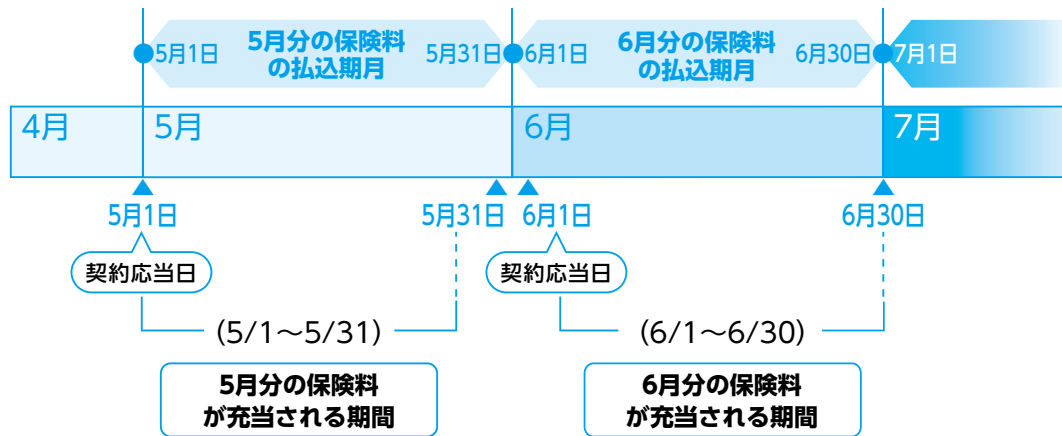 5月1日
5月分の保険料
の払込期月
5月31日
6月1日
6月分の保険料
の払込期月
6月30日
7月1日
4月
5月
6月
7月
5月1日
5月31日
6月1日
6月30日
契約応当日
契約応当日
(5/1〜5/31)
(6/1〜6/30)
5月分の保険料
が充当される期間
6月分の保険料
が充当される期間